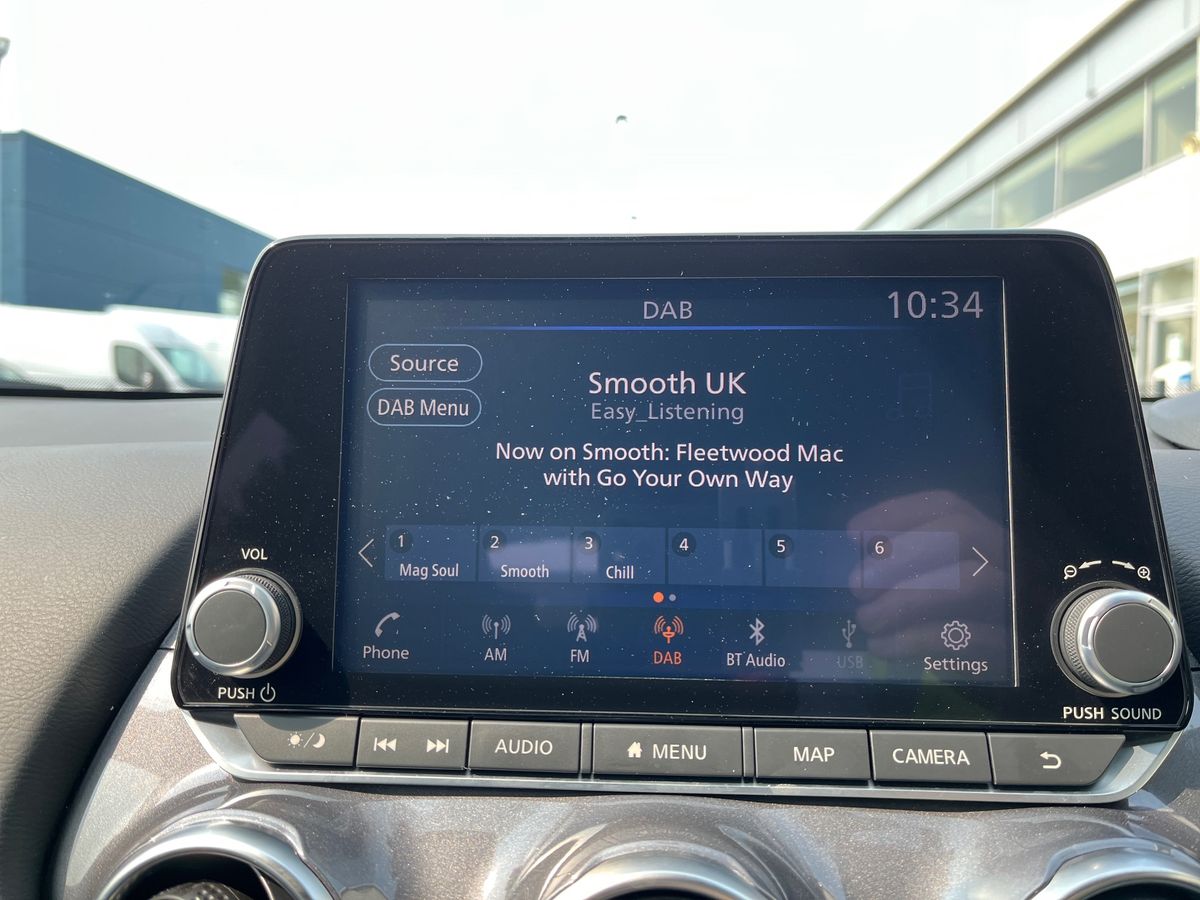 DAB
10:34
Source
DAB Menu
Smooth UK
Easy_Listening
Now on Smooth: Fleetwood Mac
with Go Your Own Way
1 2 3 4 5 6
Mag Soul Smooth Chill
Phone AM FM DAB BT Audio USB Settings
VOL
PUSH
PUSH SOUND
AUDIO MENU MAP CAMERA